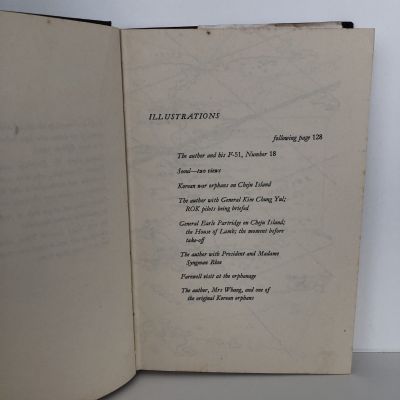 ILLUSTRATIONS
following page 128
The author and his F-51, Number 18
Seoul—two views
Korean war orphans on Cheju Island
The author with General Kim Chung Yul;
ROK pilots being briefed
General Earle Partridge on Cheju Island;
the House of Lambs; the moment before
take-off
The author with President and Madame
Syngman Rhee
Farewell visit at the orphanage
The author, Mrs Whang, and one of
the original Korean orphans